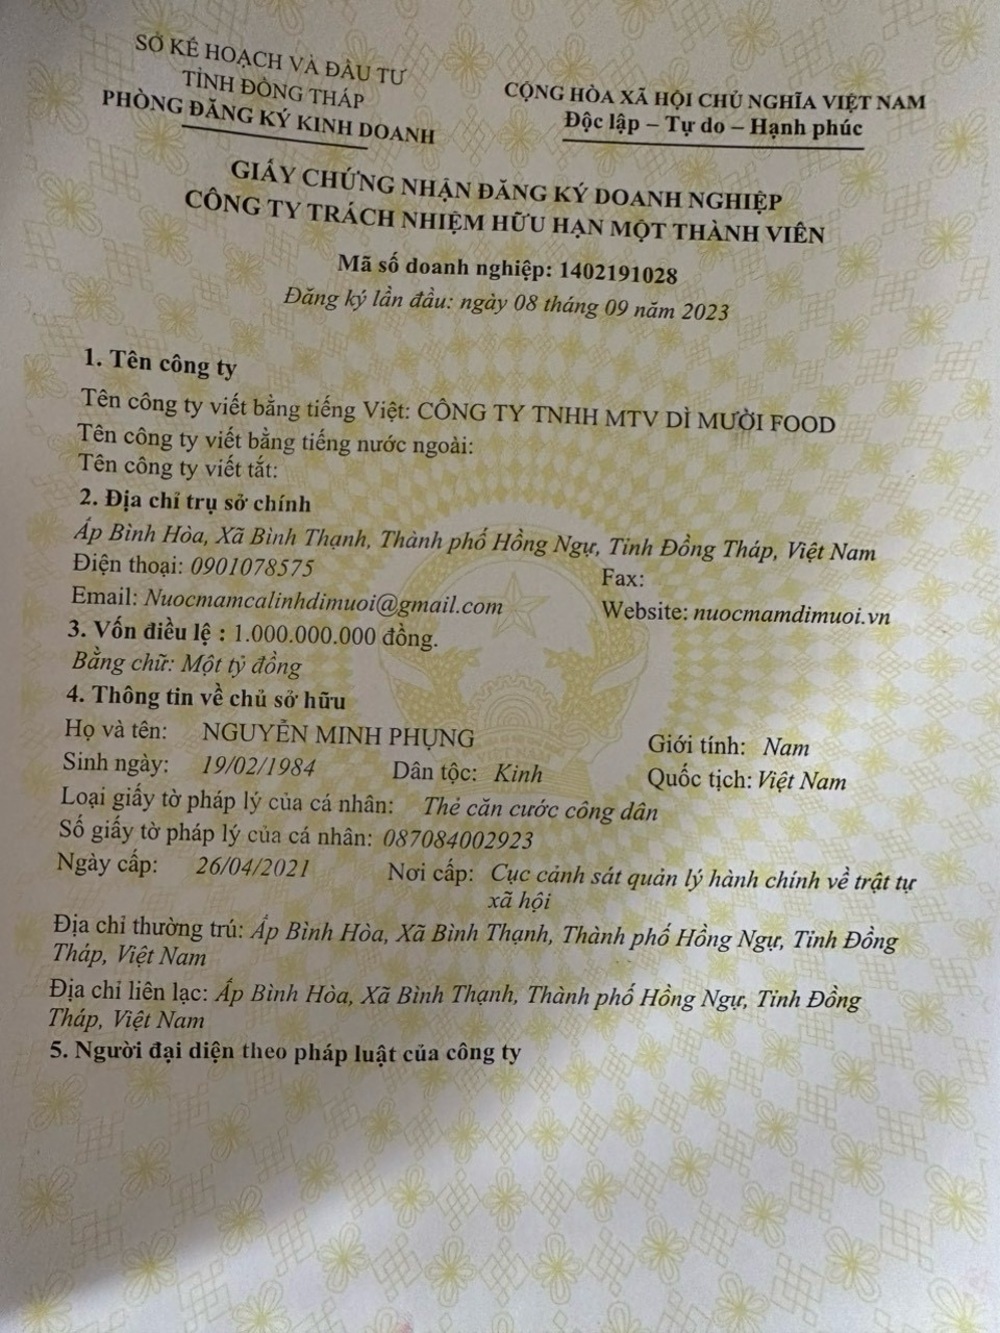 SỞ KẾ HOẠCH VÀ ĐẦU TƯ
TỈNH ĐỒNG THÁP
PHÒNG ĐĂNG KÝ KINH DOANH
CỘNG HÒA XÃ HỘI CHỦ NGHĨA VIỆT NAM
Độc lập – Tự do – Hạnh phúc
GIẤY CHỨNG NHẬN ĐĂNG KÝ DOANH NGHIỆP
CÔNG TY TRÁCH NHIỆM HỮU HẠN MỘT THÀNH VIÊN
Mã số doanh nghiệp: 1402191028
Đăng ký lần đầu: ngày 08 tháng 09 năm 2023
1. Tên công ty
Tên công ty viết bằng tiếng Việt: CÔNG TY TNHH MTV DÌ MƯỜI FOOD
Tên công ty viết bằng tiếng nước ngoài:
Tên công ty viết tắt:
2. Địa chỉ trụ sở chính
Ấp Bình Hòa, Xã Bình Thạnh, Thành phố Hồng Ngự, Tỉnh Đồng Tháp, Việt Nam
Điện thoại: 0901078575 Fax:
Email: Nuocmamcalinhdimuoi@gmail.com Website: nuocmamdimuoi.vn
3. Vốn điều lệ : 1.000.000.000 đồng.
Bằng chữ: Một tỷ đồng
4. Thông tin về chủ sở hữu
Họ và tên: NGUYỄN MINH PHỤNG Giới tính: Nam
Sinh ngày: 19/02/1984 Dân tộc: Kinh Quốc tịch: Việt Nam
Loại giấy tờ pháp lý của cá nhân: Thẻ căn cước công dân
Số giấy tờ pháp lý của cá nhân: 087084002923
Ngày cấp: 26/04/2021 Nơi cấp: Cục cảnh sát quản lý hành chính về trật tự
xã hội
Địa chỉ thường trú: Ấp Bình Hòa, Xã Bình Thạnh, Thành phố Hồng Ngự, Tỉnh Đồng
Tháp, Việt Nam
Địa chỉ liên lạc: Ấp Bình Hòa, Xã Bình Thạnh, Thành phố Hồng Ngự, Tỉnh Đồng
Tháp, Việt Nam
5. Người đại diện theo pháp luật của công ty